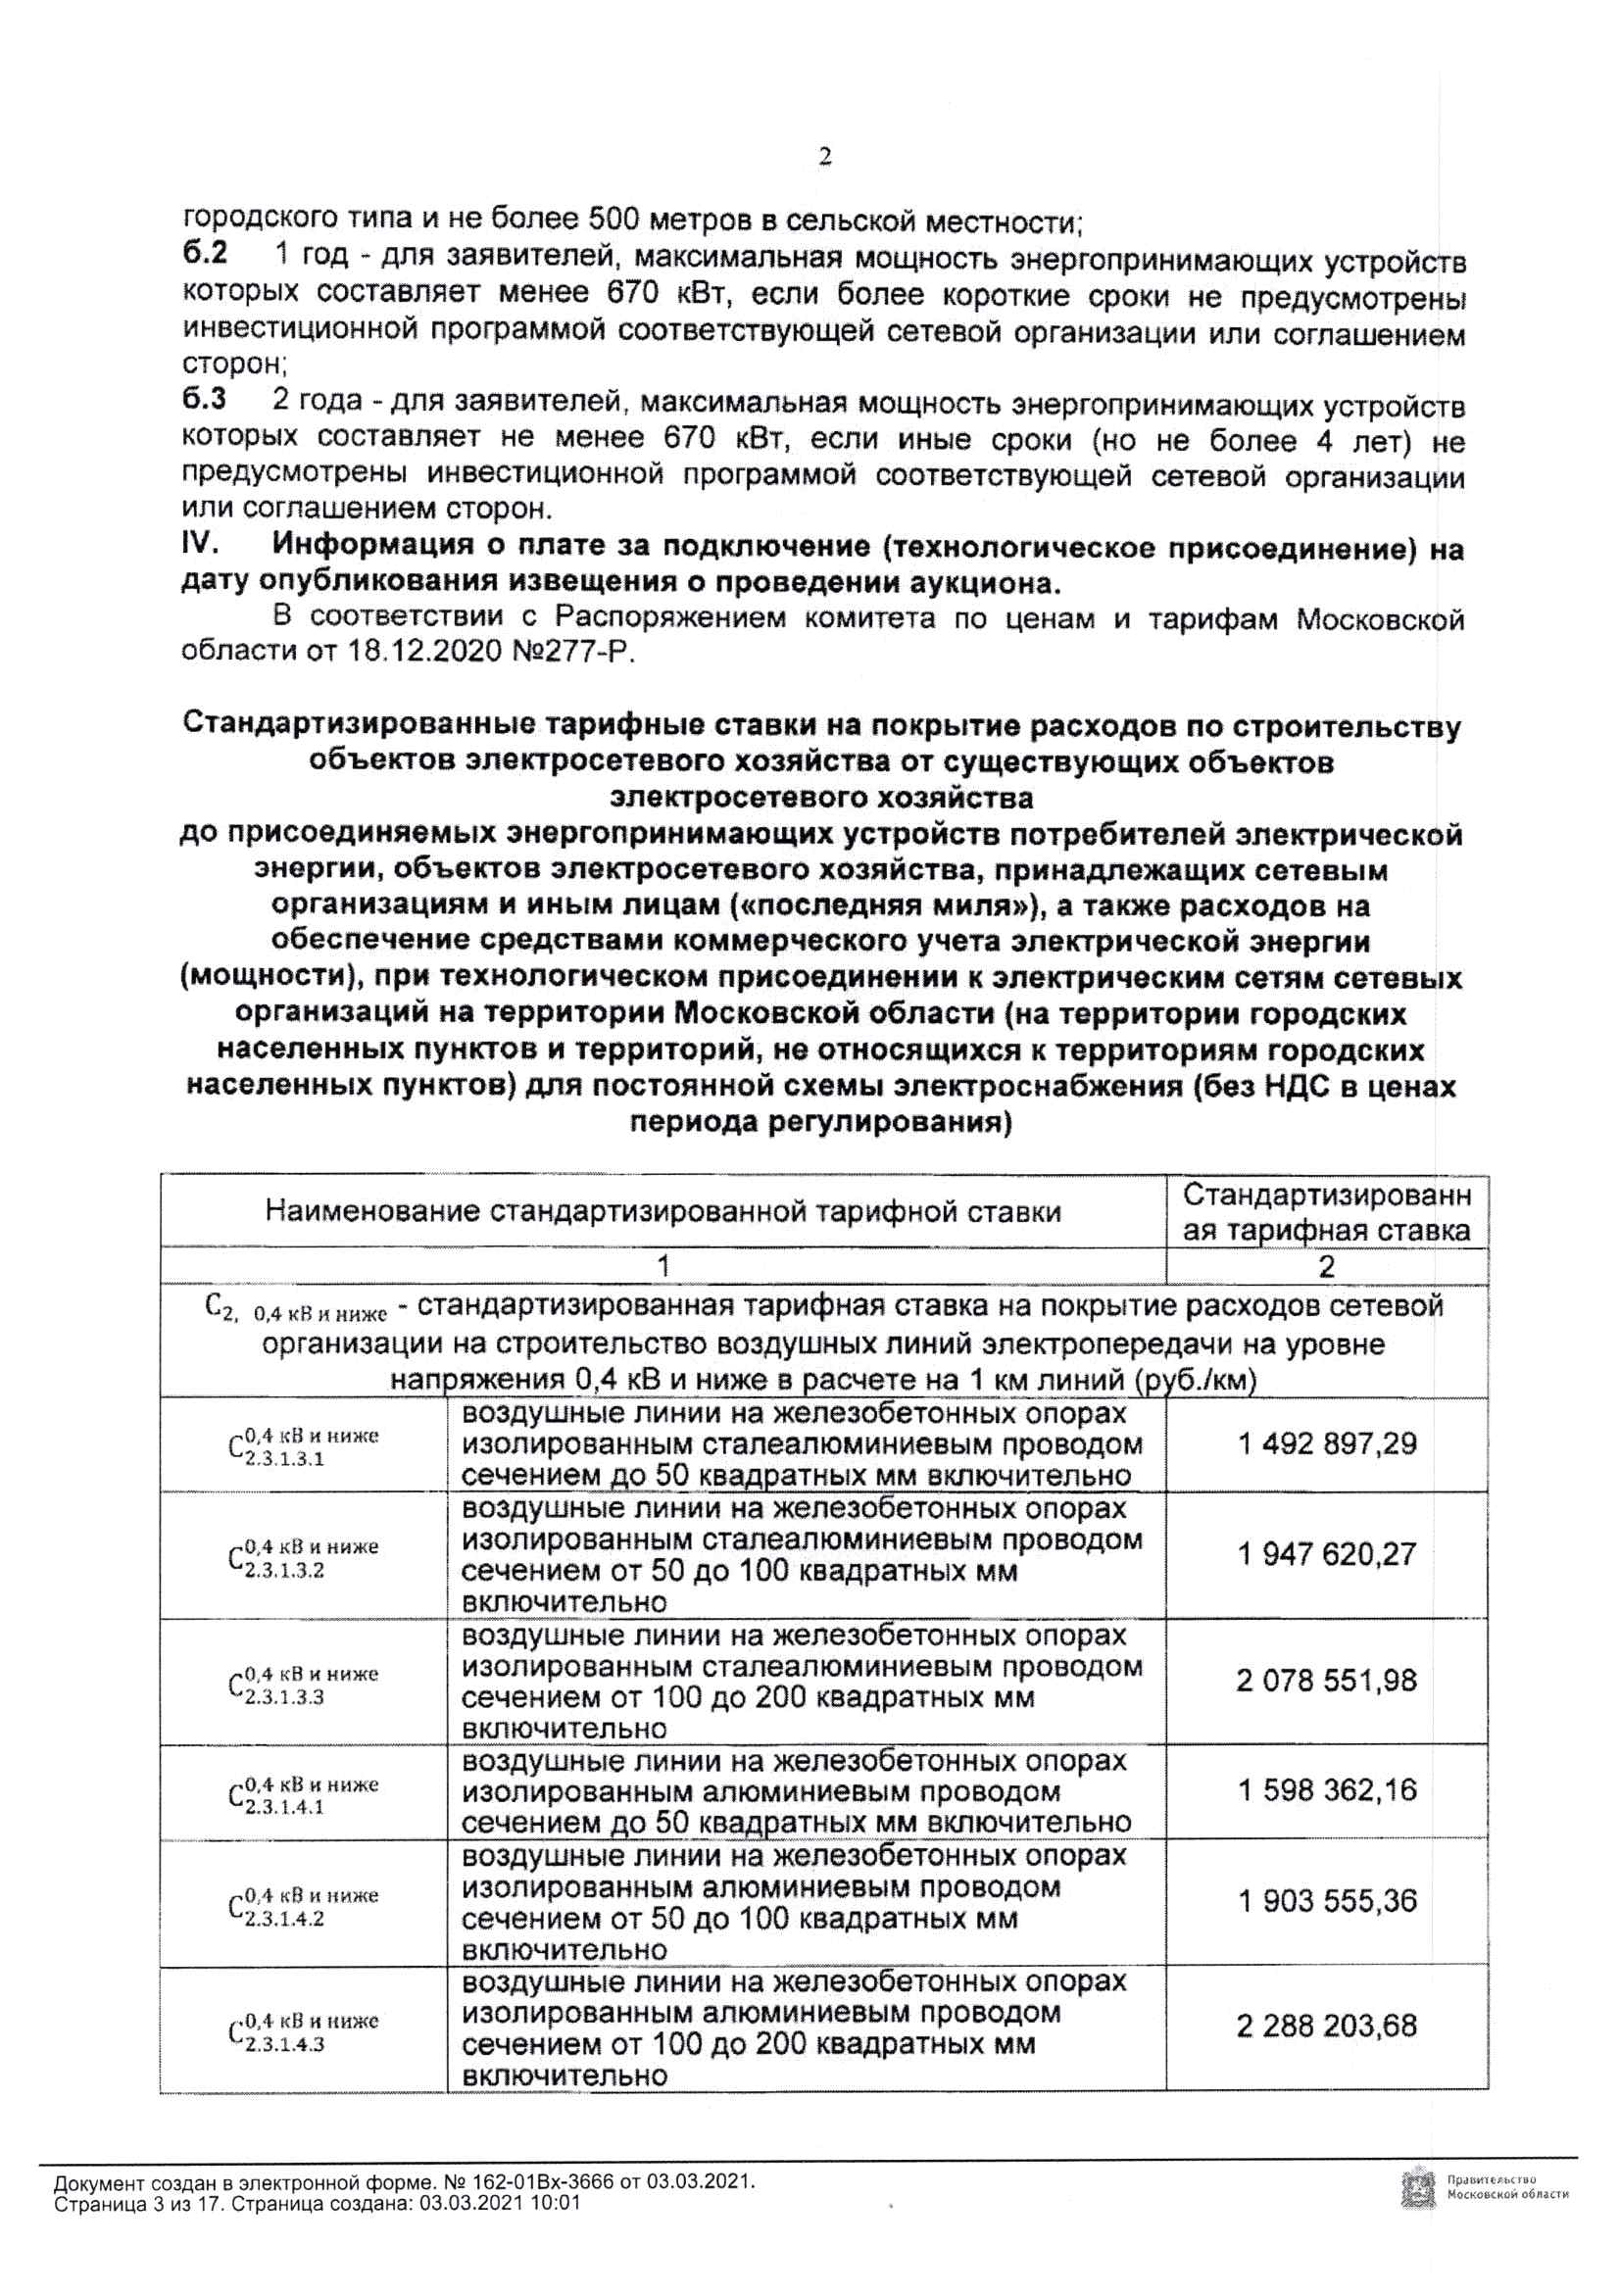 2
городского типа и не более 500 метров в сельской местности;
б.2 1 год - для заявителей, максимальная мощность энергопринимающих устройств
которых составляет менее 670 кВт, если более короткие сроки не предусмотрены
инвестиционной программой соответствующей сетевой организации или соглашением
сторон;
б.3 2 года - для заявителей, максимальная мощность энергопринимающих устройств
которых составляет не менее 670 кВт, если иные сроки (но не более 4 лет) не
предусмотрены инвестиционной программой соответствующей сетевой организации
или соглашением сторон.
IV. Информация о плате за подключение (технологическое присоединение) на
дату опубликования извещения о проведении аукциона.
В соответствии с Распоряжением комитета по ценам и тарифам Московской
области от 18.12.2020 №277-Р.
Стандартизированные тарифные ставки на покрытие расходов по строительству
объектов электросетевого хозяйства от существующих объектов
электросетевого хозяйства
до присоединяемых энергопринимающих устройств потребителей электрической
энергии, объектов электросетевого хозяйства, принадлежащих сетевым
организациям и иным лицам («последняя миля»), а также расходов на
обеспечение средствами коммерческого учета электрической энергии
(мощности), при технологическом присоединении к электрическим сетям сетевых
организаций на территории Московской области (на территории городских
населенных пунктов и территорий, не относящихся к территориям городских
населенных пунктов) для постоянной схемы электроснабжения (без НДС в ценах
периода регулирования)
Наименование стандартизированной тарифной ставки
Стандартизированн
ая тарифная ставка
1
2
С2, 0,4 кВ и ниже - стандартизированная тарифная ставка на покрытие расходов сетевой
организации на строительство воздушных линий электропередачи на уровне
напряжения 0,4 кВ и ниже в расчете на 1 км линий (руб./км)
С 0,4 кВ и ниже
2.3.1.3.1
воздушные линии на железобетонных опорах
изолированным сталеалюминиевым проводом
сечением до 50 квадратных мм включительно
1 492 897,29
С 0,4 кВ и ниже
2.3.1.3.2
воздушные линии на железобетонных опорах
изолированным сталеалюминиевым проводом
сечением от 50 до 100 квадратных мм
включительно
1 947 620,27
С 0,4 кВ и ниже
2.3.1.3.3
воздушные линии на железобетонных опорах
изолированным сталеалюминиевым проводом
сечением от 100 до 200 квадратных мм
включительно
2 078 551,98
С 0,4 кВ и ниже
2.3.1.4.1
воздушные линии на железобетонных опорах
изолированным алюминиевым проводом
сечением до 50 квадратных мм включительно
1 598 362,16
С 0,4 кВ и ниже
2.3.1.4.2
воздушные линии на железобетонных опорах
изолированным алюминиевым проводом
сечением от 50 до 100 квадратных мм
включительно
1 903 555,36
С 0,4 кВ и ниже
2.3.1.4.3
воздушные линии на железобетонных опорах
изолированным алюминиевым проводом
сечением от 100 до 200 квадратных мм
включительно
2 288 203,68
Документ создан в электронной форме. № 162-01Вх-3666 от 03.03.2021.
Страница 3 из 17. Страница создана: 03.03.2021 10:01
Правительство
Московской области